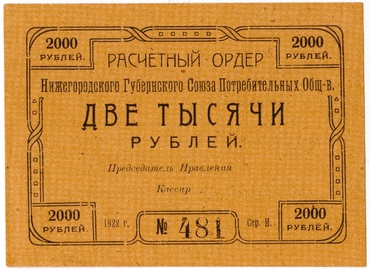 2000 РУБЛЕЙ.
2000 РУБЛЕЙ.
РАСЧЕТНЫЙ ОРДЕР
Нижегородского Губернского Союза Потребительных Общ-в.
ДВЕ ТЫСЯЧИ
РУБЛЕЙ.
Председатель Правления
Кассир
2000 РУБЛЕЙ.
1922 г.
№ 481
Сер. Н.
2000 РУБЛЕЙ.